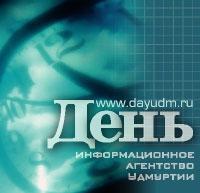 www.dayudm.ru
День
ИНФОРМАЦИОННОЕ
АГЕНТСТВО
УДМУРТИИ